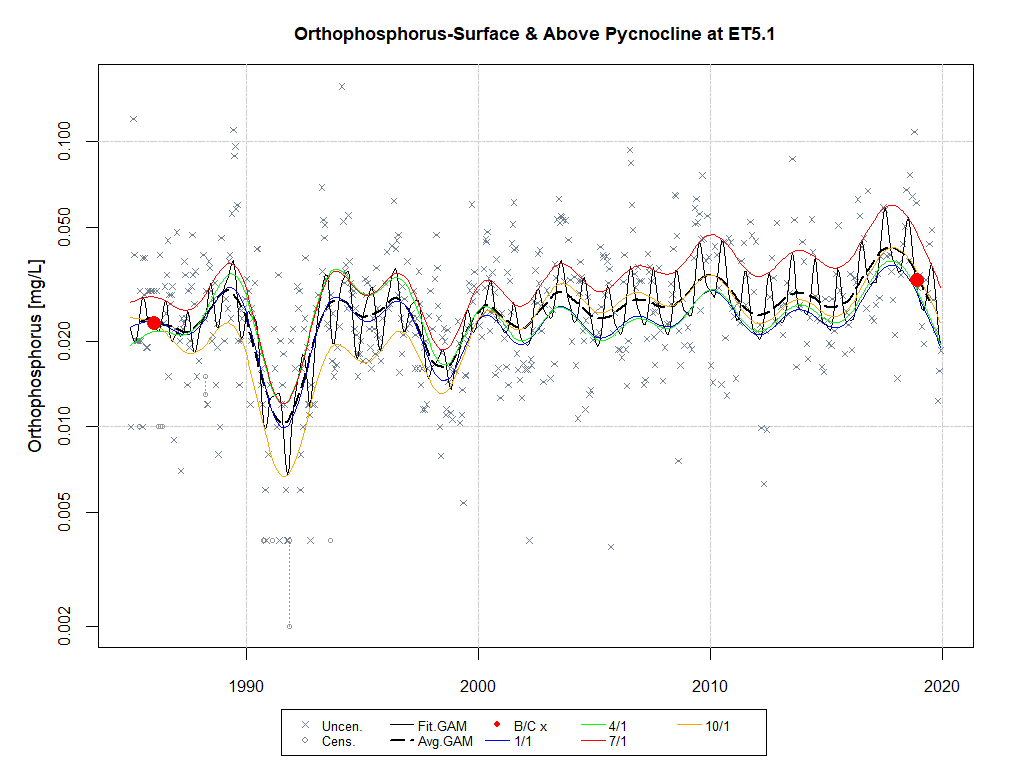 Orthophosphorus-Surface & Above Pycnocline at ET5.1
Orthophosphorus [mg/L]
0.100
0.050
0.020
0.010
0.005
0.002
1990 2000 2010 2020
Uncen. Fit.GAM B/C x 4/1 10/1
Cens. Avg.GAM 1/1 7/1